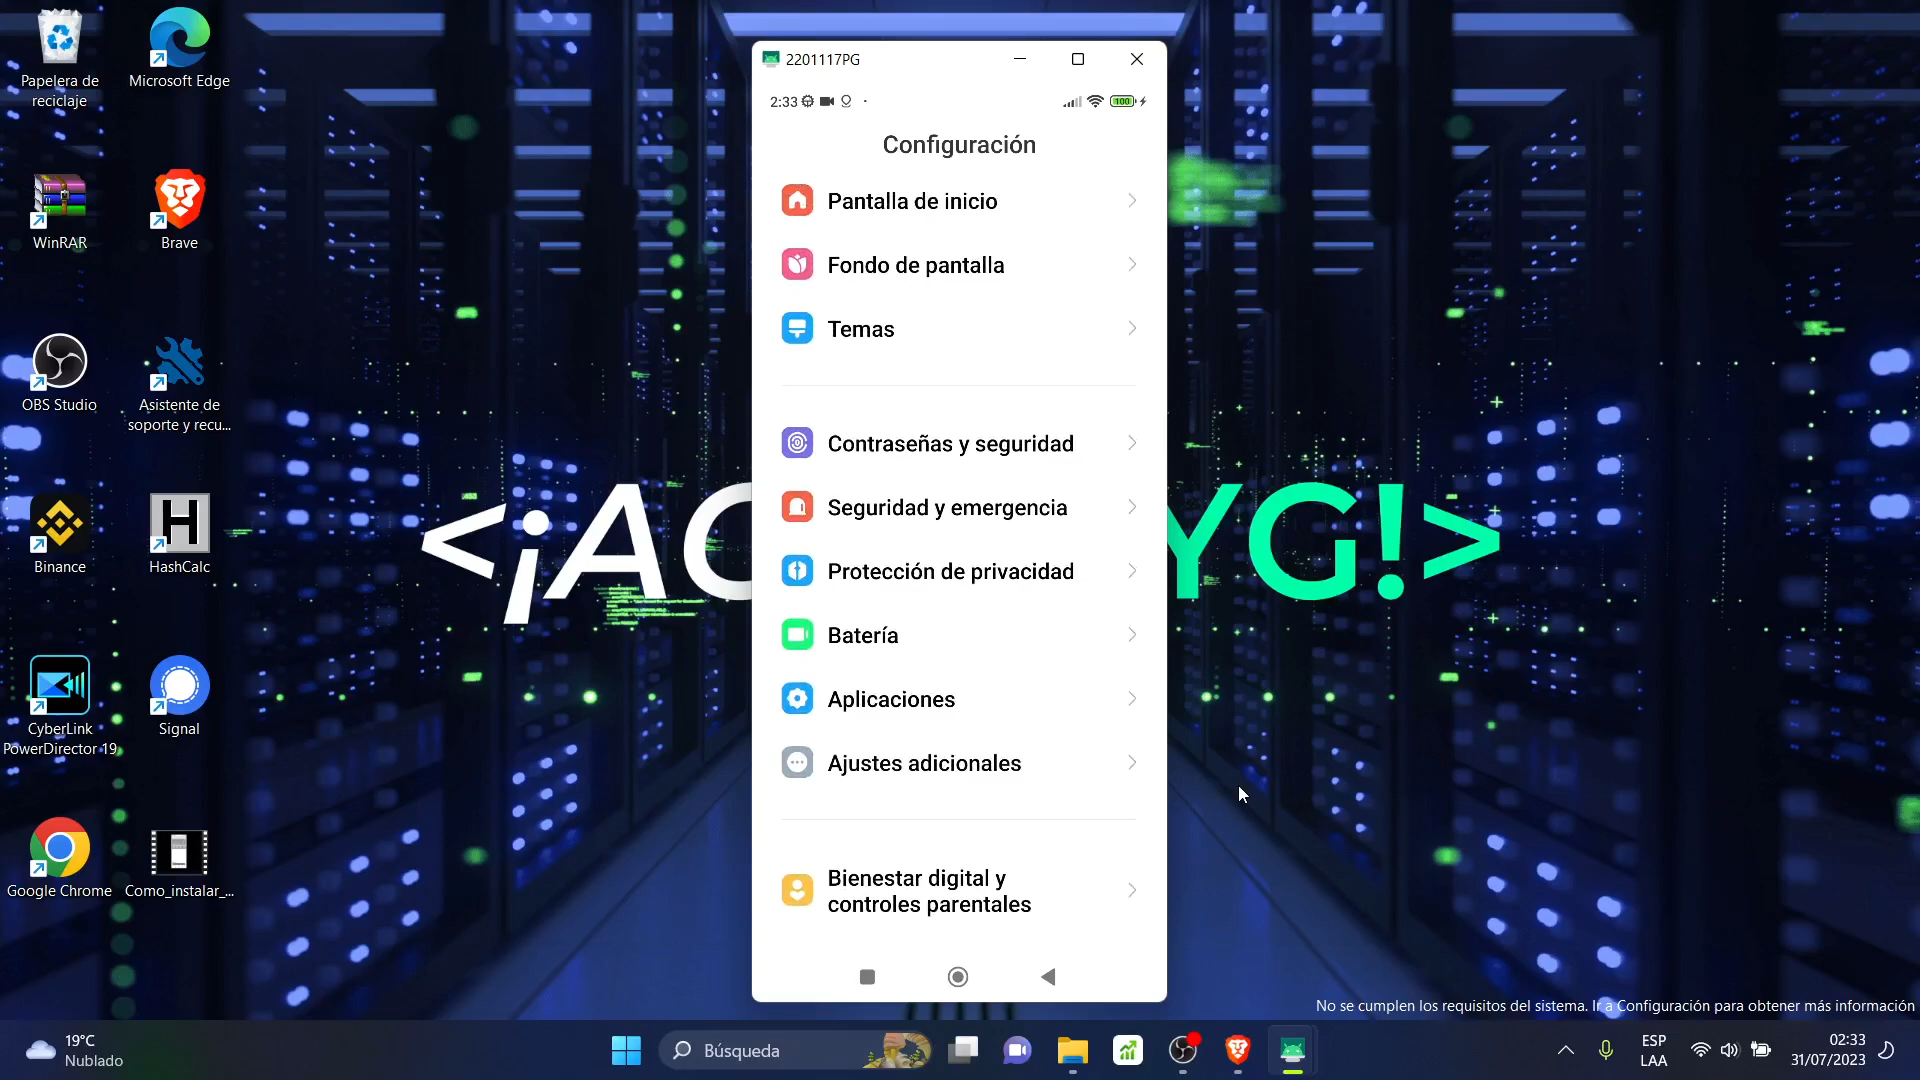 Papelera de
reciclaje
Microsoft Edge
WinRAR
Brave
OBS Studio
Asistente de
soporte y recu...
Binance
HashCalc
CyberLink
PowerDirector 19
Signal
Google Chrome
Como_instalar_...
2201117PG
2:33
100
Configuración
Pantalla de inicio
Fondo de pantalla
Temas
Contraseñas y seguridad
Seguridad y emergencia
Protección de privacidad
Batería
Aplicaciones
Ajustes adicionales
Bienestar digital y
controles parentales
<¡AC
YG!>
No se cumplen los requisitos del sistema. Ir a Configuración para obtener más información
19°C
Nublado
Búsqueda
ESP
LAA
02:33
31/07/2023